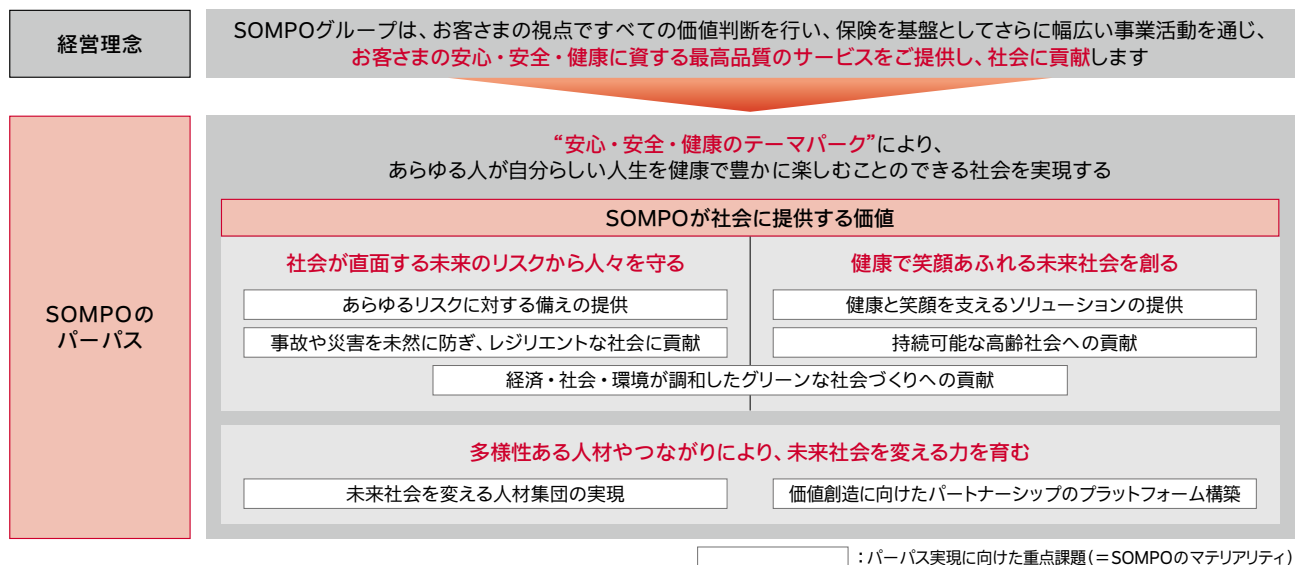 経営理念
SOMPOグループは、お客さまの視点ですべての価値判断を行い、保険を基盤としてさらに幅広い事業活動を通じ、
お客さまの安心・安全・健康に資する最高品質のサービスをご提供し、社会に貢献します
SOMPOの
パーパス
“安心・安全・健康のテーマパーク”により、
あらゆる人が自分らしい人生を健康で豊かに楽しむことのできる社会を実現する
SOMPOが社会に提供する価値
社会が直面する未来のリスクから人々を守る
あらゆるリスクに対する備えの提供
事故や災害を未然に防ぎ、レジリエントな社会に貢献
健康で笑顔あふれる未来社会を創る
健康と笑顔を支えるソリューションの提供
持続可能な高齢社会への貢献
経済・社会・環境が調和したグリーンな社会づくりへの貢献
多様性ある人材やつながりにより、未来社会を変える力を育む
未来社会を変える人材集団の実現
価値創造に向けたパートナーシップのプラットフォーム構築
：パーパス実現に向けた重点課題(＝SOMPOのマテリアリティ)